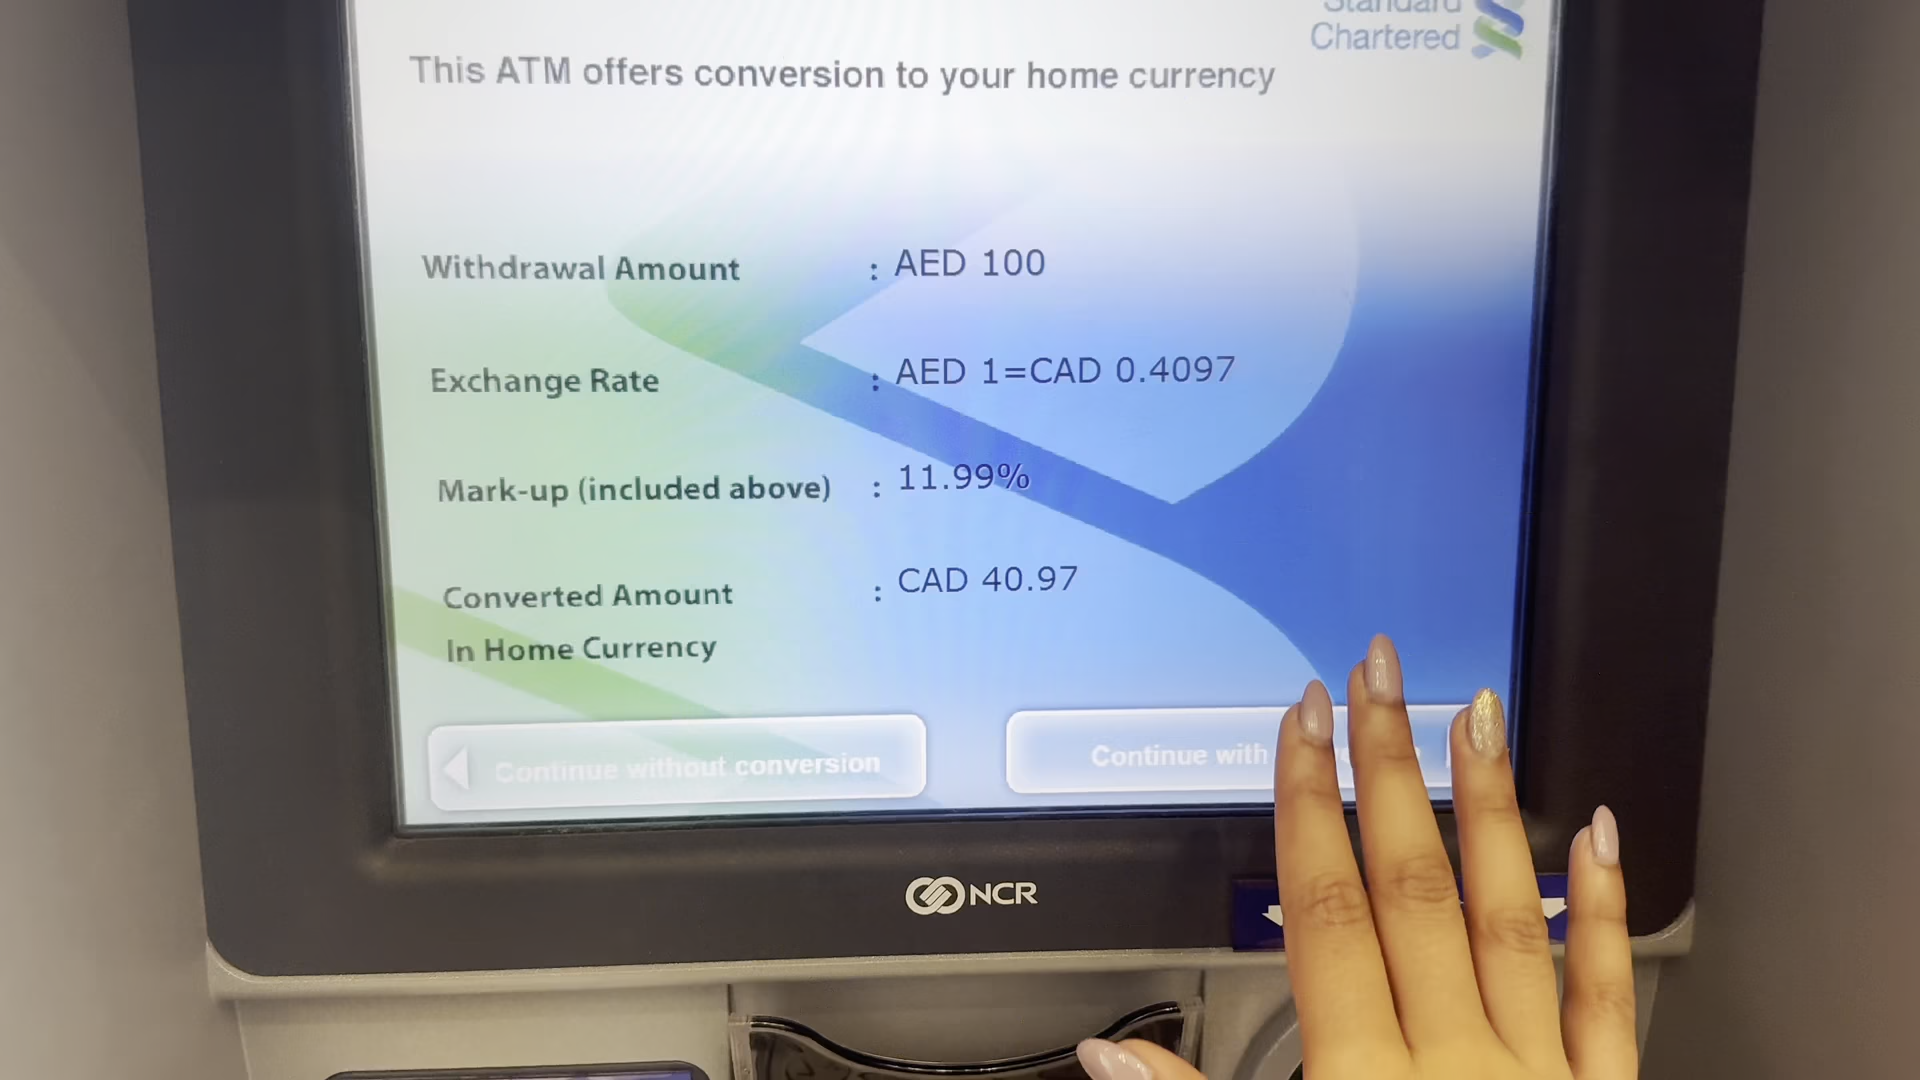 Standard
Chartered
This ATM offers conversion to your home currency
Withdrawal Amount : AED 100
Exchange Rate : AED 1=CAD 0.4097
Mark-up (included above) : 11.99%
Converted Amount : CAD 40.97
In Home Currency
Continue without conversion
Continue with
NCR